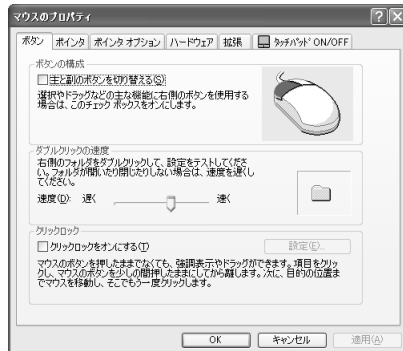 マウスのプロパティ
ボタン ポインタ ポインタ オプション ハードウェア 拡張 タッチパッド ON/OFF
ボタンの構成
主と副のボタンを切り替える(S)
選択やドラッグなどの主な機能に右側のボタンを使用する
場合は、このチェック ボックスをオンにします。
ダブルクリックの速度
右側のフォルダをダブルクリックして、設定をテストしてくださ
い。フォルダが開いたり閉じたりしない場合は、速度を遅くし
てください。
速度(D): 遅く 速く
クリックロック
クリックロックをオンにする(T)
設定(E)...
マウスのボタンを押したままでなくても、強調表示やドラッグができます。項目をクリッ
クし、マウスのボタンを少しの間押したままにしてから離します。次に、目的の位置ま
でマウスを移動し、そこでもう一度クリックします。
OK キャンセル 適用(A)